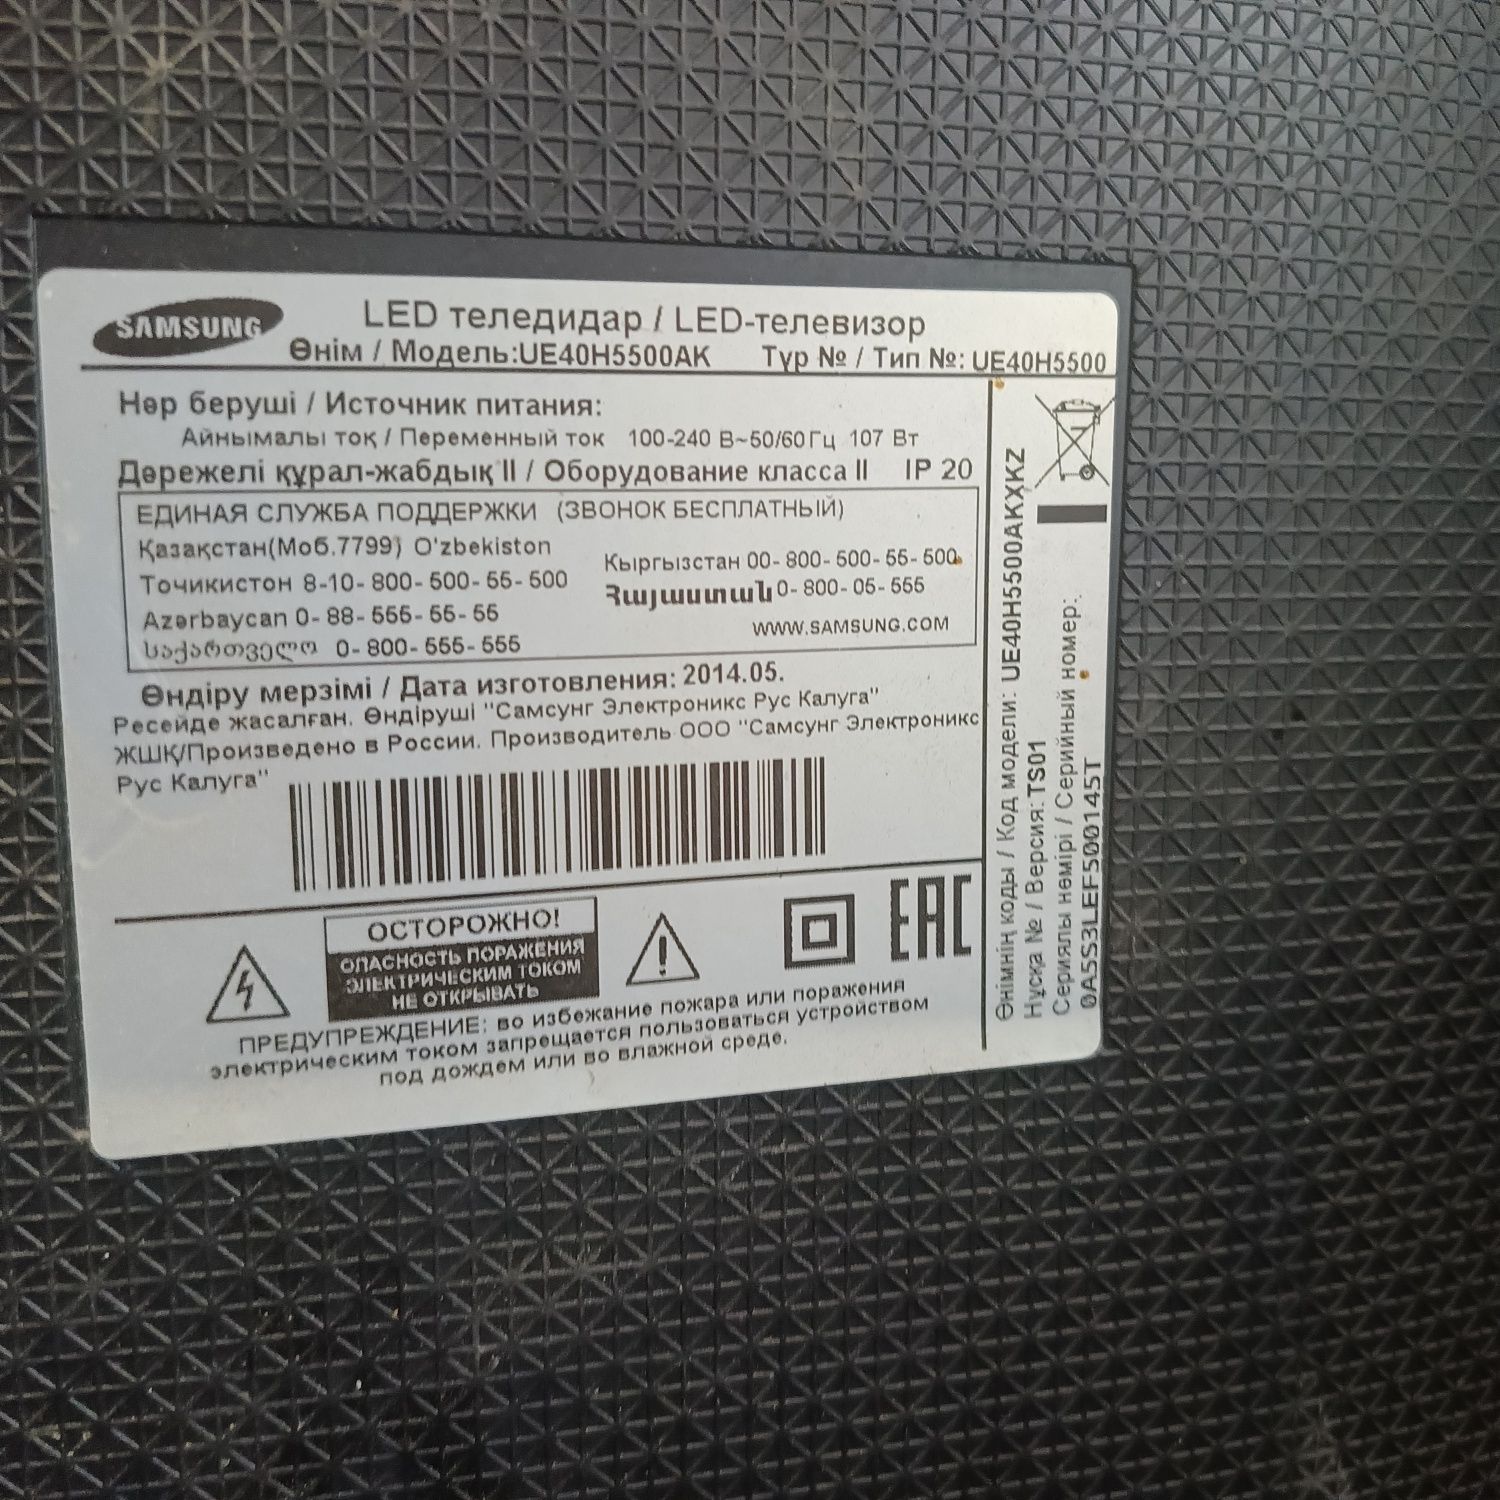 SAMSUNG
LED теледидар / LED-телевизор
Өнім / Модель:UE40H5500AK Түр № / Тип №: UE40H5500
Нәр беруші / Источник питания:
Айнымалы ток / Переменный ток 100-240 В~50/60Гц 107 Вт
Дәрежелі құрал-жабдық II / Оборудование класса II IP 20
ЕДИНАЯ СЛУЖБА ПОДДЕРЖКИ (ЗВОНОК БЕСПЛАТНЫЙ)
Қазақстан(Моб.7799) O'zbekiston
Точикистон 8-10-800-500-55-500
Azərbaycan 0-88-555-55-55
საქართველო 0-800-555-555
Кыргызстан 00-800-500-55-500
Հայաստան 0-800-05-555
WWW.SAMSUNG.COM
Өндіру мерзімі / Дата изготовления: 2014.05.
Ресейде жасалған. Өндіруші "Самсунг Электроникс Рус Калуга"
ЖШҚ/Произведено в России. Производитель ООО "Самсунг Электроникс
Рус Калуга"
ОСТОРОЖНО!
ОПАСНОСТЬ ПОРАЖЕНИЯ
ЭЛЕКТРИЧЕСКИМ ТОКОМ
НЕ ОТКРЫВАТЬ
EAC
ПРЕДУПРЕЖДЕНИЕ: во избежание пожара или поражения
электрическим током запрещается пользоваться устройством
под дождем или во влажной среде.
Өнімнің коды / Код модели: UE40H5500AKXKZ
Нұсқа № / Версия:TS01
Сериялы нөмірі / Серийный номер:
0A5S3LEF500145T